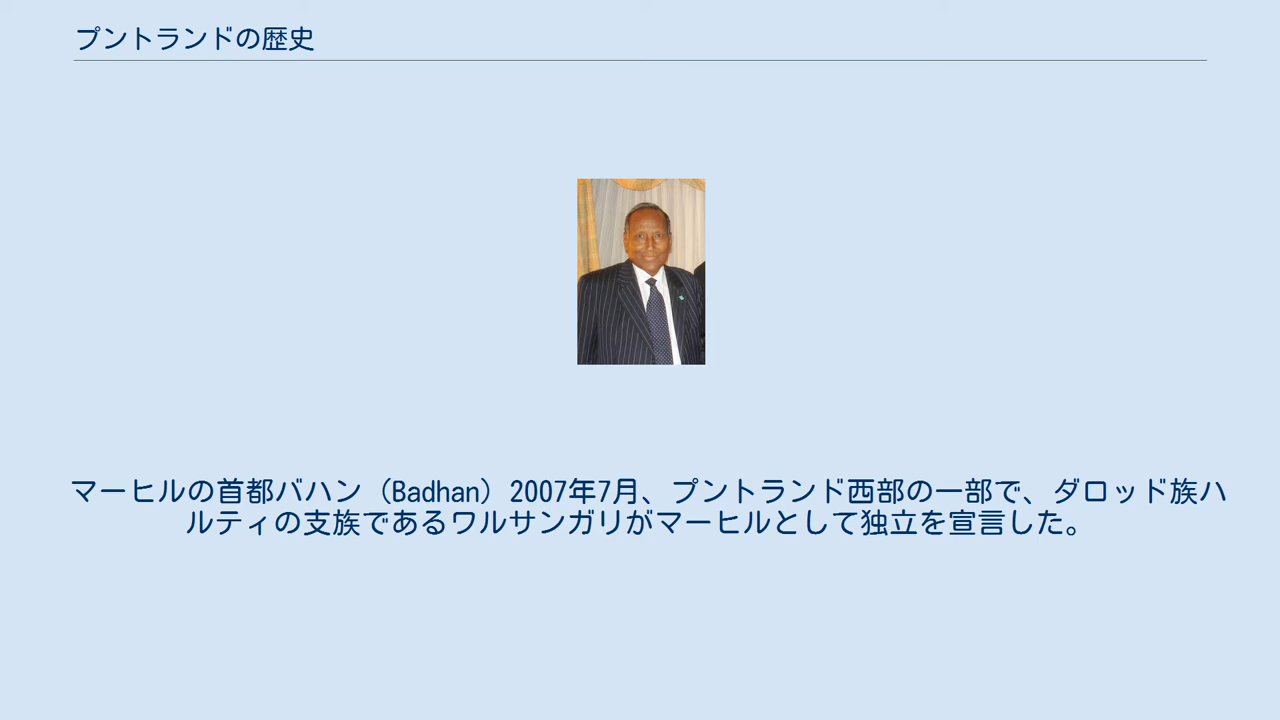 プントランドの歴史
マーヒルの首都バハン（Badhan）2007年7月、プントランド西部の一部で、ダロッド族ハ
ルティの支族であるワルサンガリがマーヒルとして独立を宣言した。